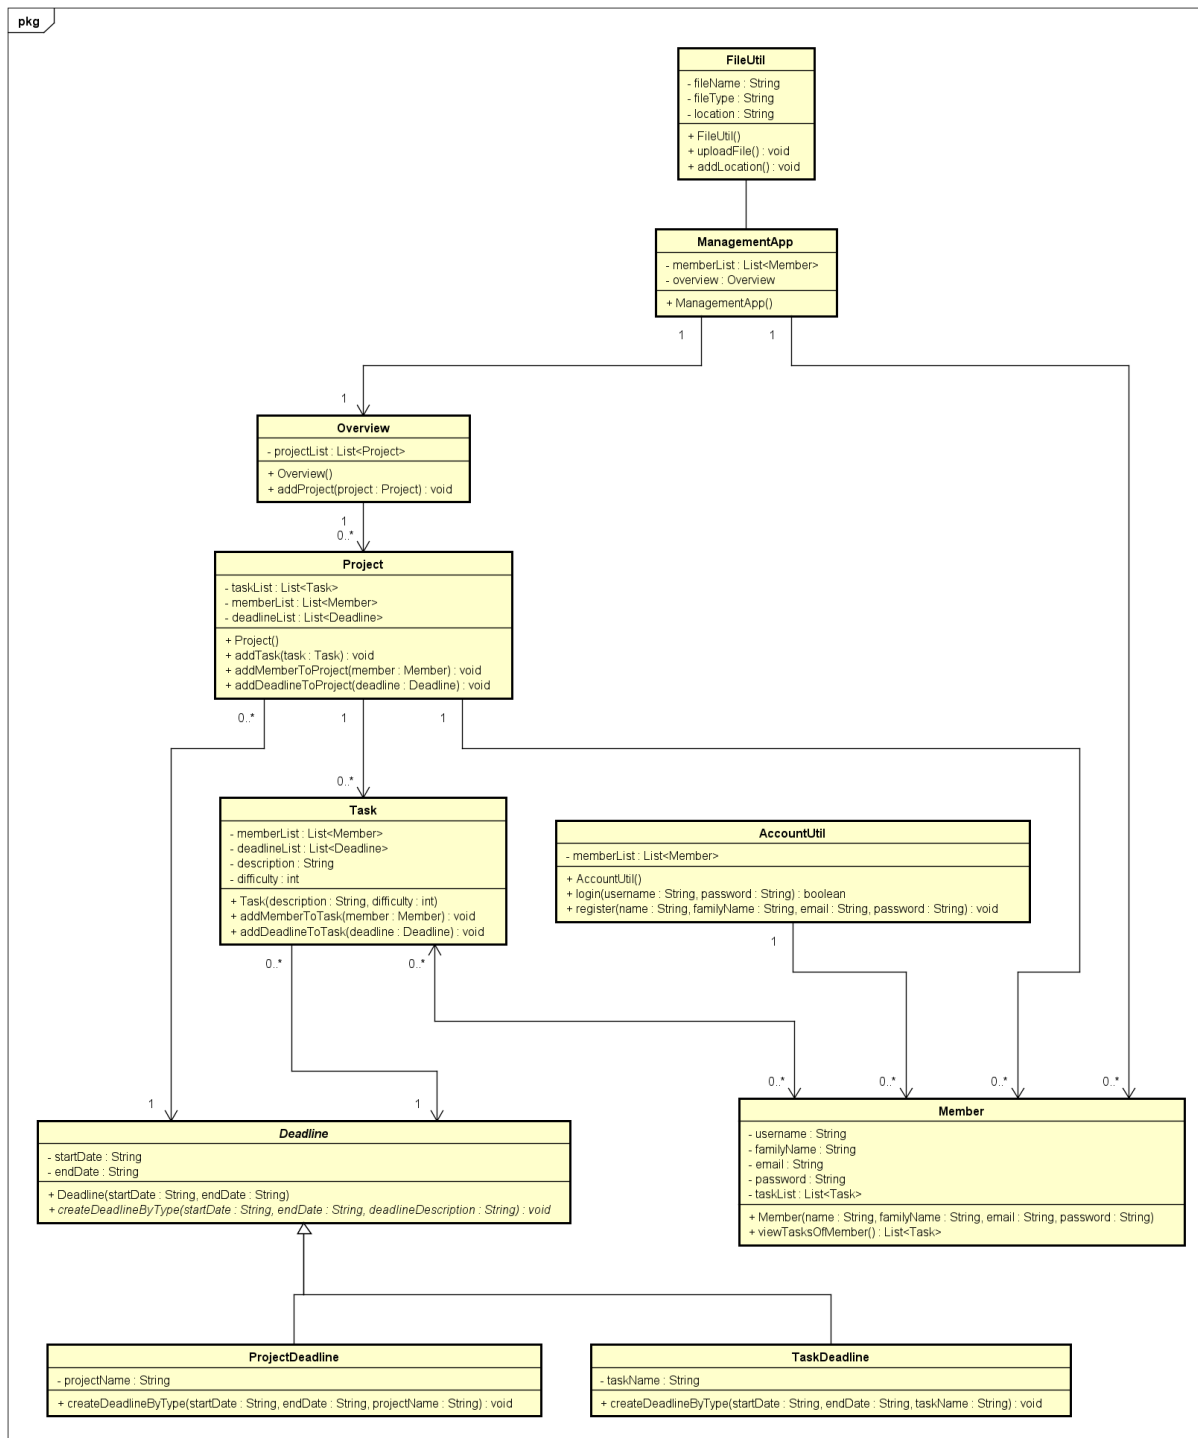 pkg
FileUtil
- fileName : String
- fileType : String
- location : String
+ FileUtil()
+ uploadFile() : void
+ addLocation() : void
ManagementApp
- memberList : List<Member>
- overview : Overview
+ ManagementApp()
1
1
1
Overview
- projectList : List<Project>
+ Overview()
+ addProject(project : Project) : void
1
0..*
Project
- taskList : List<Task>
- memberList : List<Member>
- deadlineList : List<Deadline>
+ Project()
+ addTask(task : Task) : void
+ addMemberToProject(member : Member) : void
+ addDeadlineToProject(deadline : Deadline) : void
0..*
1
1
0..*
Task
- memberList : List<Member>
- deadlineList : List<Deadline>
- description : String
- difficulty : int
+ Task(description : String, difficulty : int)
+ addMemberToTask(member : Member) : void
+ addDeadlineToTask(deadline : Deadline) : void
AccountUtil
- memberList : List<Member>
+ AccountUtil()
+ login(username : String, password : String) : boolean
+ register(name : String, familyName : String, email : String, password : String) : void
0..*
0..*
1
1
1
0..*
0..*
0..*
0..*
Deadline
- startDate : String
- endDate : String
+ Deadline(startDate : String, endDate : String)
+ createDeadlineByType(startDate : String, endDate : String, deadlineDescription : String) : void
Member
- username : String
- familyName : String
- email : String
- password : String
- taskList : List<Task>
+ Member(name : String, familyName : String, email : String, password : String)
+ viewTasksOfMember() : List<Task>
ProjectDeadline
- projectName : String
+ createDeadlineByType(startDate : String, endDate : String, projectName : String) : void
TaskDeadline
- taskName : String
+ createDeadlineByType(startDate : String, endDate : String, taskName : String) : void